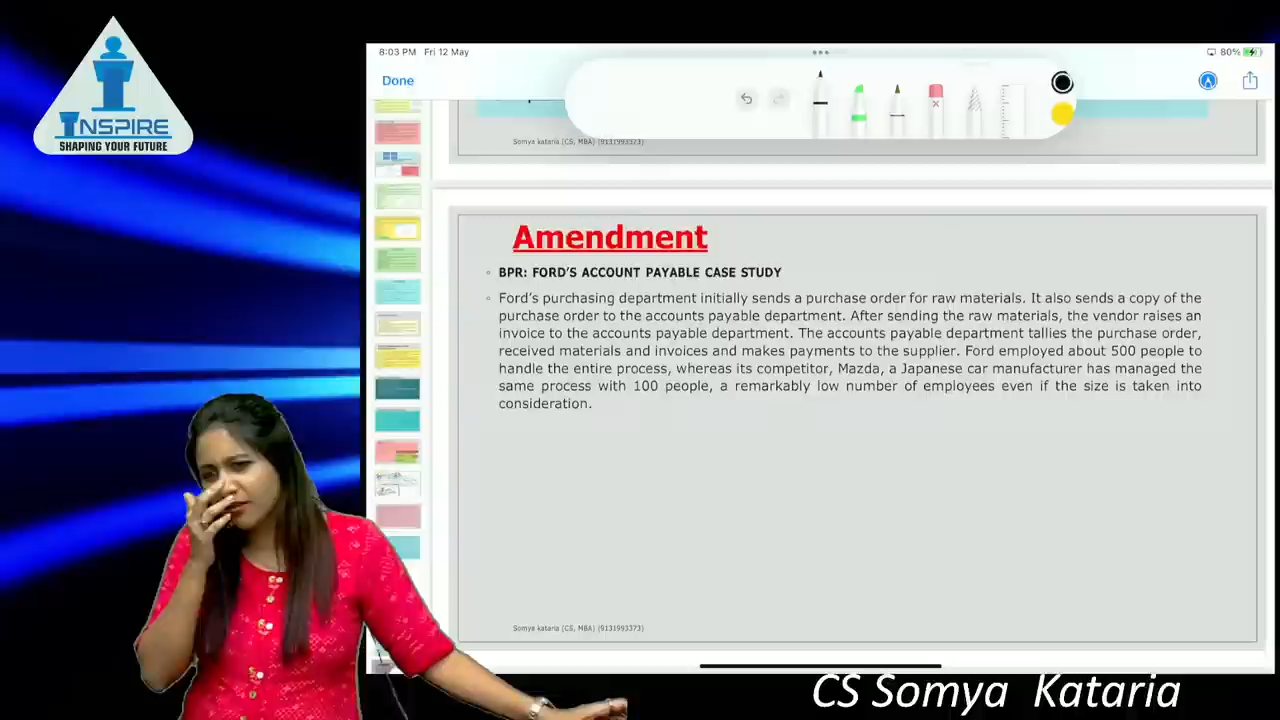 INSPIRE
SHAPING YOUR FUTURE
8:03 PM Fri 12 May
80%
Done
Somya kataria (CS, MBA) (9131993373)
Amendment
BPR: FORD'S ACCOUNT PAYABLE CASE STUDY
Ford's purchasing department initially sends a purchase order for raw materials. It also sends a copy of the
purchase order to the accounts payable department. After sending the raw materials, the vendor raises an
invoice to the accounts payable department. The accounts payable department tallies the purchase order,
received materials and invoices and makes payments to the supplier. Ford employed about 500 people to
handle the entire process, whereas its competitor, Mazda, a Japanese car manufacturer has managed the
same process with 100 people, a remarkably low number of employees even if the size is taken into
consideration.
Somya kataria (CS, MBA) (9131993373)
CS Somya Kataria